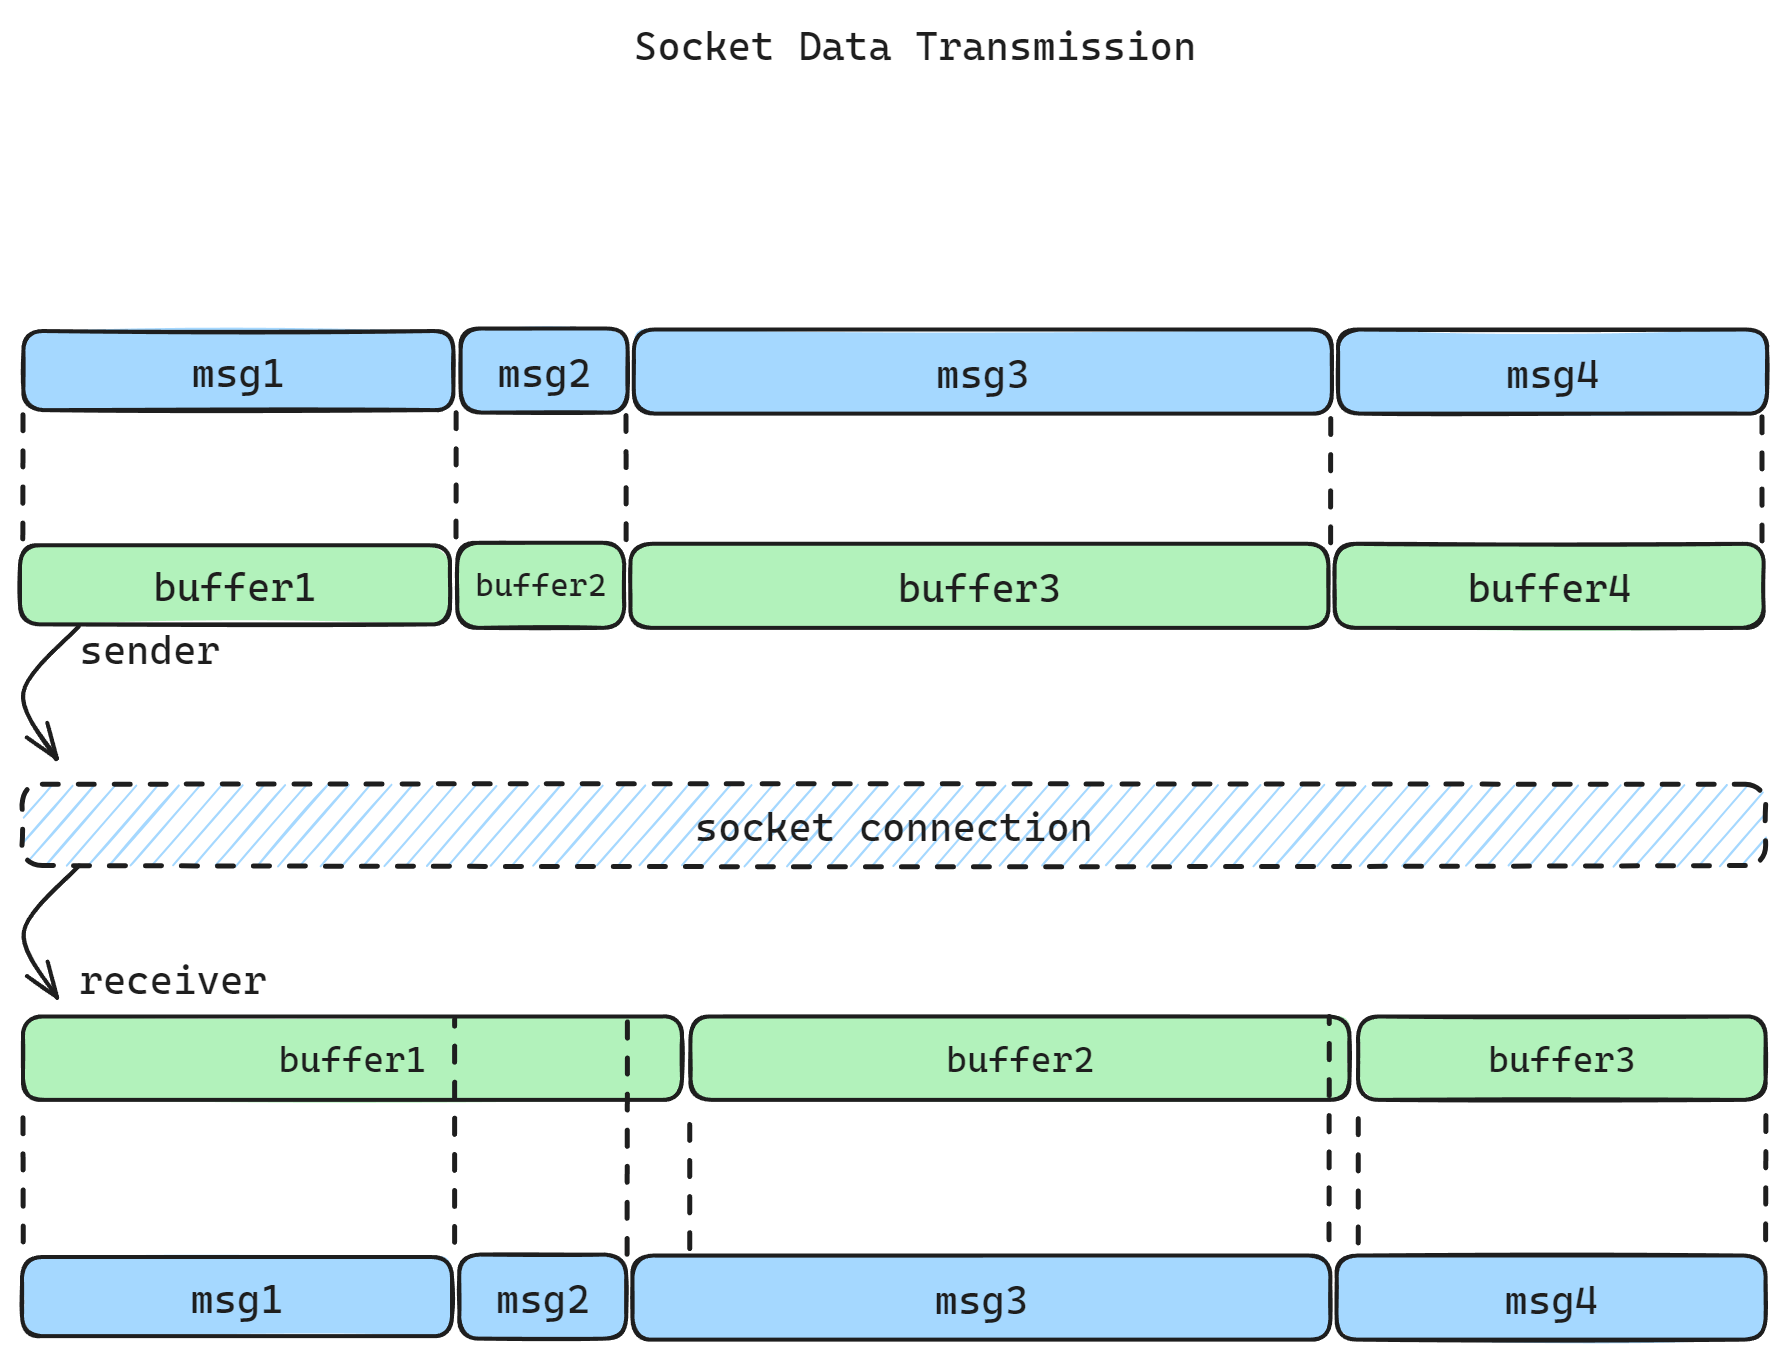 Socket Data Transmission
msg1 msg2 msg3 msg4
buffer1 buffer2 buffer3 buffer4
sender
socket connection
receiver
buffer1 buffer2 buffer3
msg1 msg2 msg3 msg4